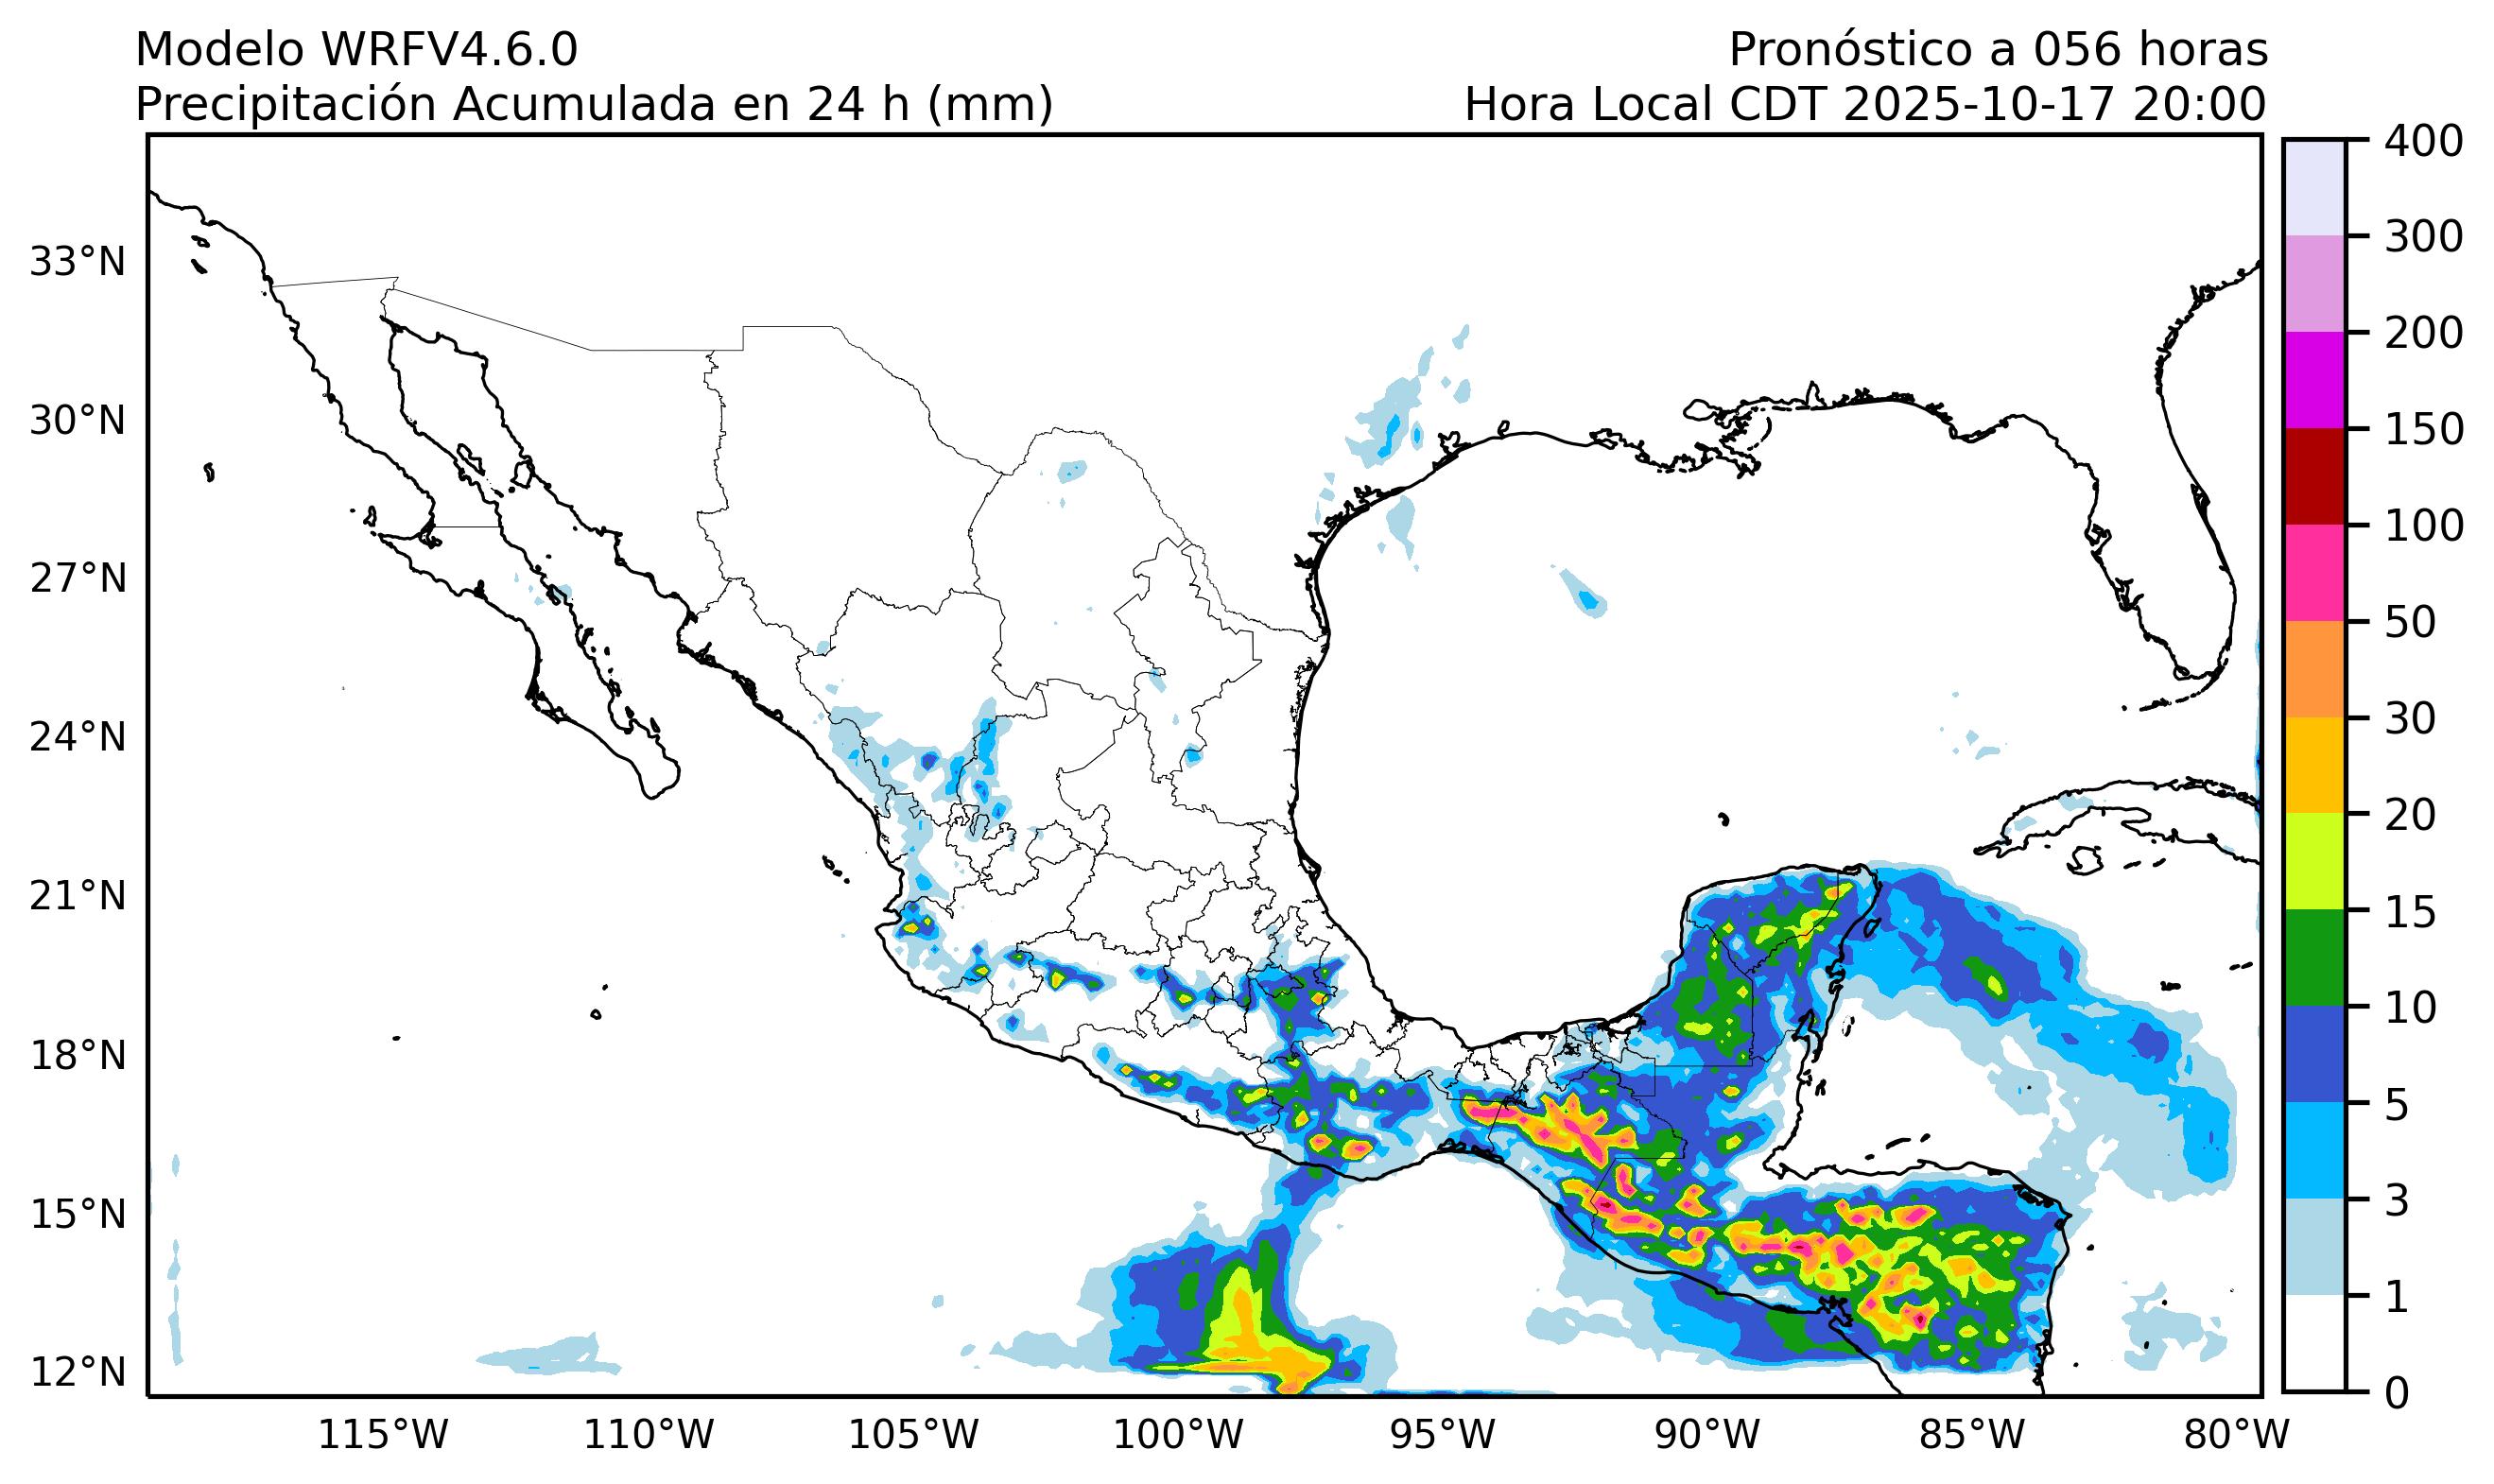 Modelo WRFV4.6.0
Pronóstico a 056 horas
Precipitación Acumulada en 24 h (mm)
Hora Local CDT 2025-10-17 20:00
400
300
200
150
100
50
30
20
15
10
5
3
1
0
33°N
30°N
27°N
24°N
21°N
18°N
15°N
12°N
115°W
110°W
105°W
100°W
95°W
90°W
85°W
80°W